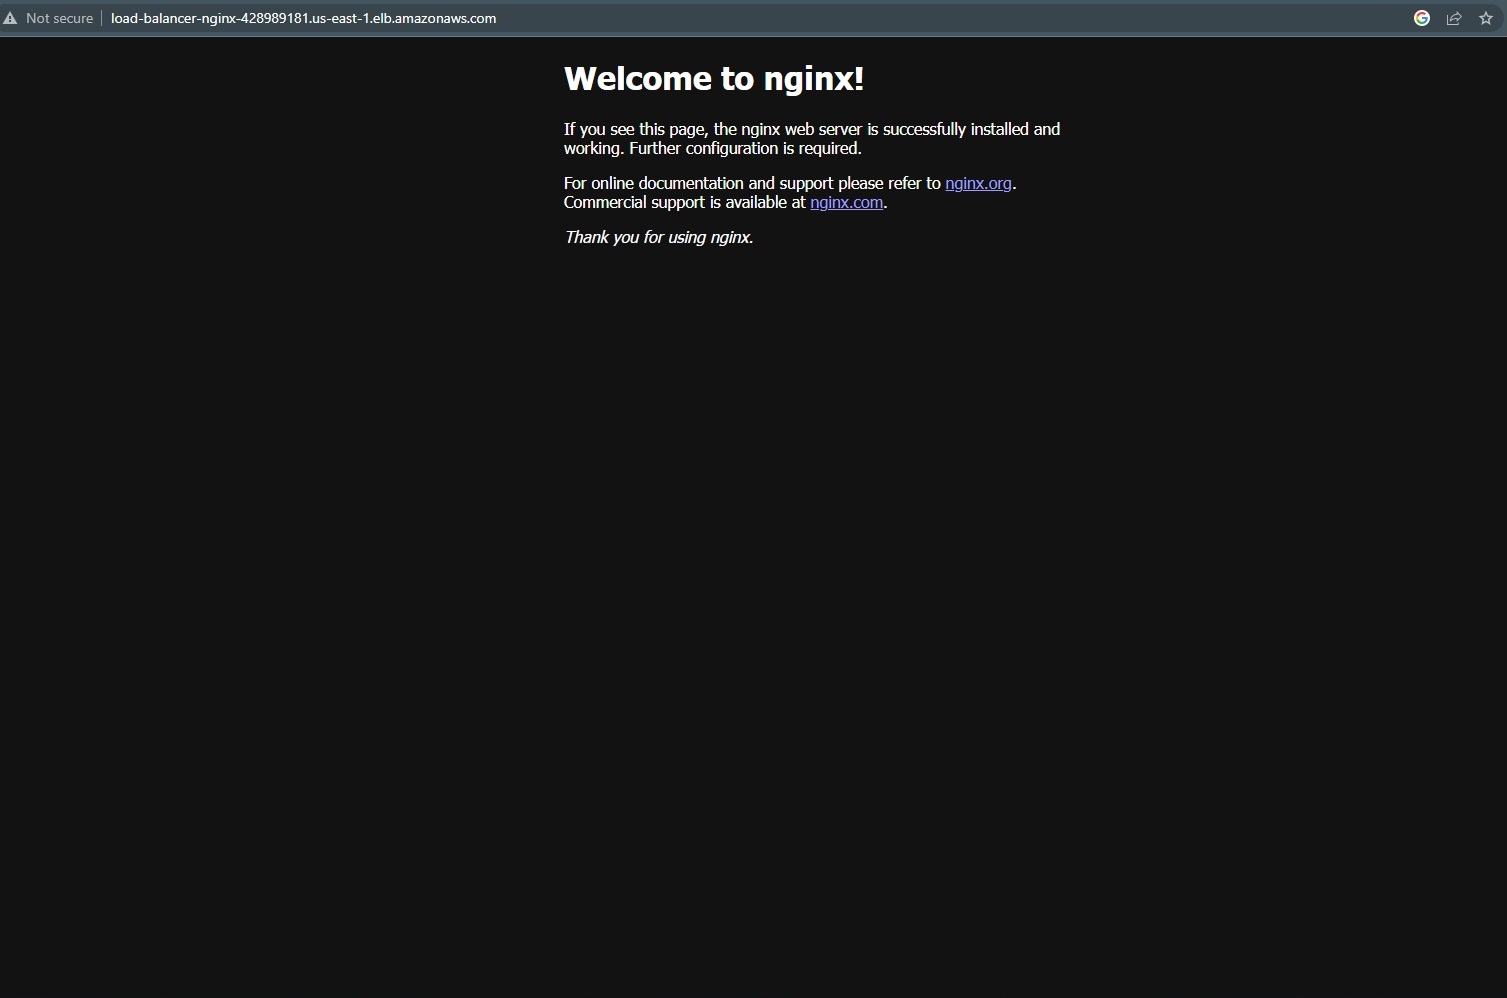 Not secure load-balancer-nginx-428989181.us-east-1.elb.amazonaws.com
Welcome to nginx!
If you see this page, the nginx web server is successfully installed and
working. Further configuration is required.
For online documentation and support please refer to nginx.org.
Commercial support is available at nginx.com.
Thank you for using nginx.